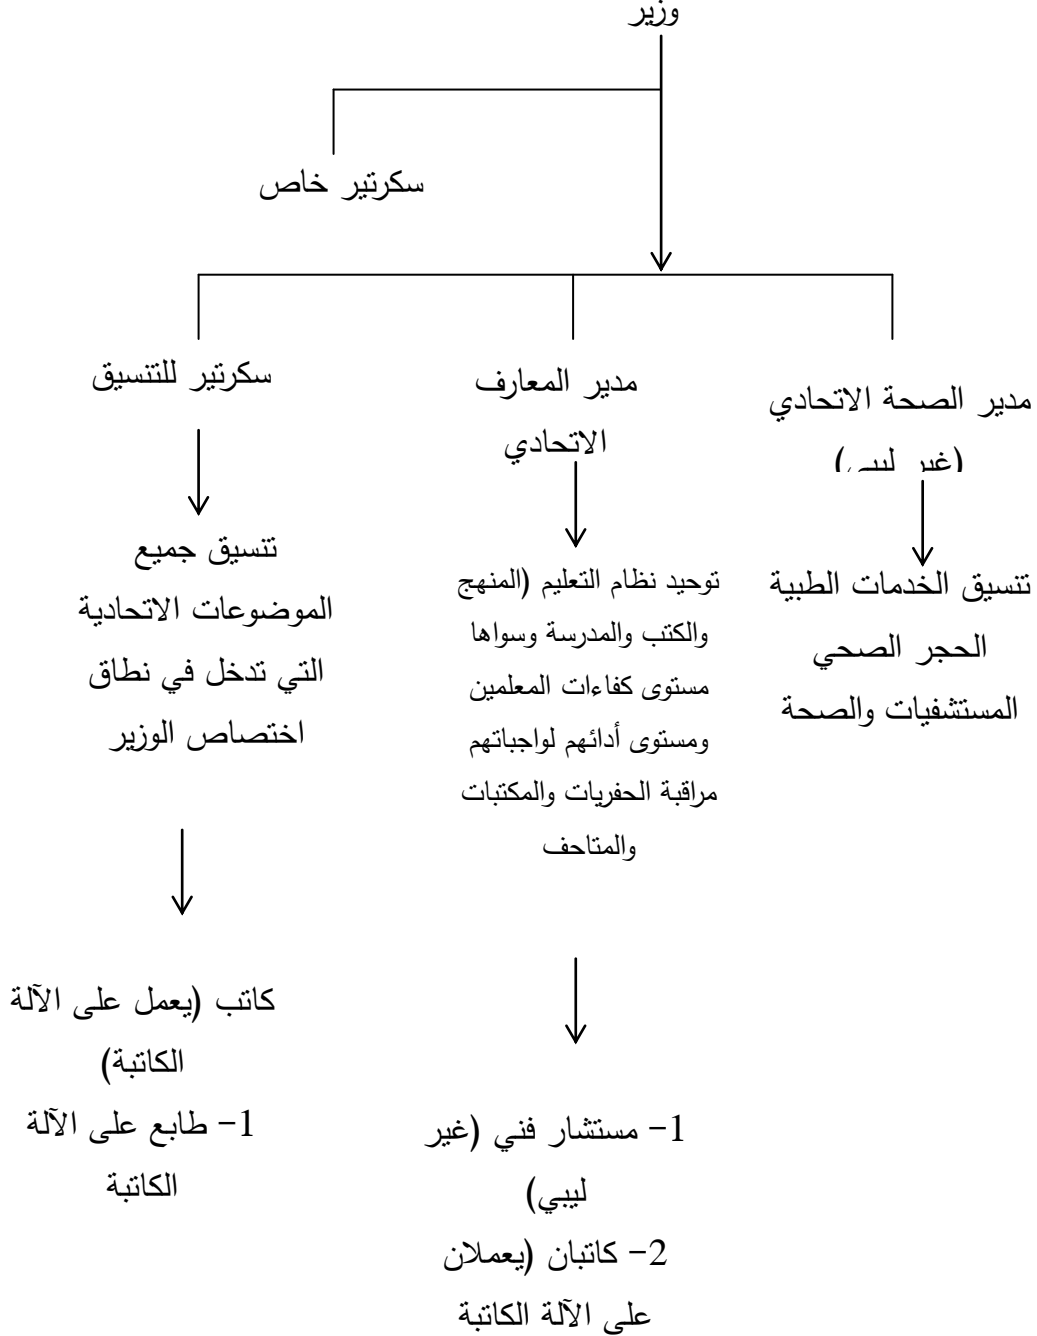 وزير
سكرتير خاص
مدير الصحة الاتحادي
(غير ليبي)
تنسيق الخدمات الطبية
الحجر الصحي
المستشفيات والصحة
مدير المعارف
الاتحادي
توحيد نظام التعليم (المنهج
والكتب والمدرسة وسواها
مستوى كفاءات المعلمين
ومستوى أدائهم لواجباتهم
مراقبة الحفريات والمكتبات
والمتاحف
1- مستشار فني (غير
ليبي)
2- كاتبان (يعملان
على الآلة الكاتبة
سكرتير للتنسيق
تنسيق جميع
الموضوعات الاتحادية
التي تدخل في نطاق
اختصاص الوزير
كاتب (يعمل على الآلة
الكاتبة)
1- طابع على الآلة
الكاتبة